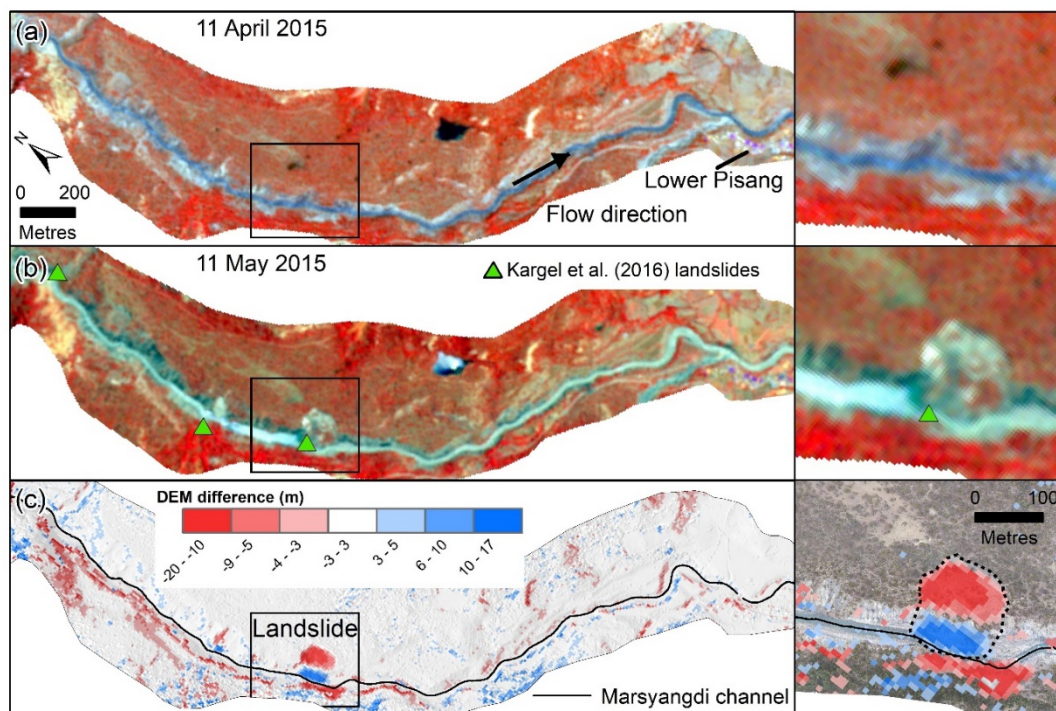 (a)
11 April 2015
N
0 200
Metres
Flow direction
Lower Pisang
(b)
11 May 2015
Kargel et al. (2016) landslides
(c)
DEM difference (m)
-20 - -10
-9 - -5
-4 - -3
-3 - 3
3 - 5
6 - 10
10 - 17
Landslide
Marsyangdi channel
0 100
Metres